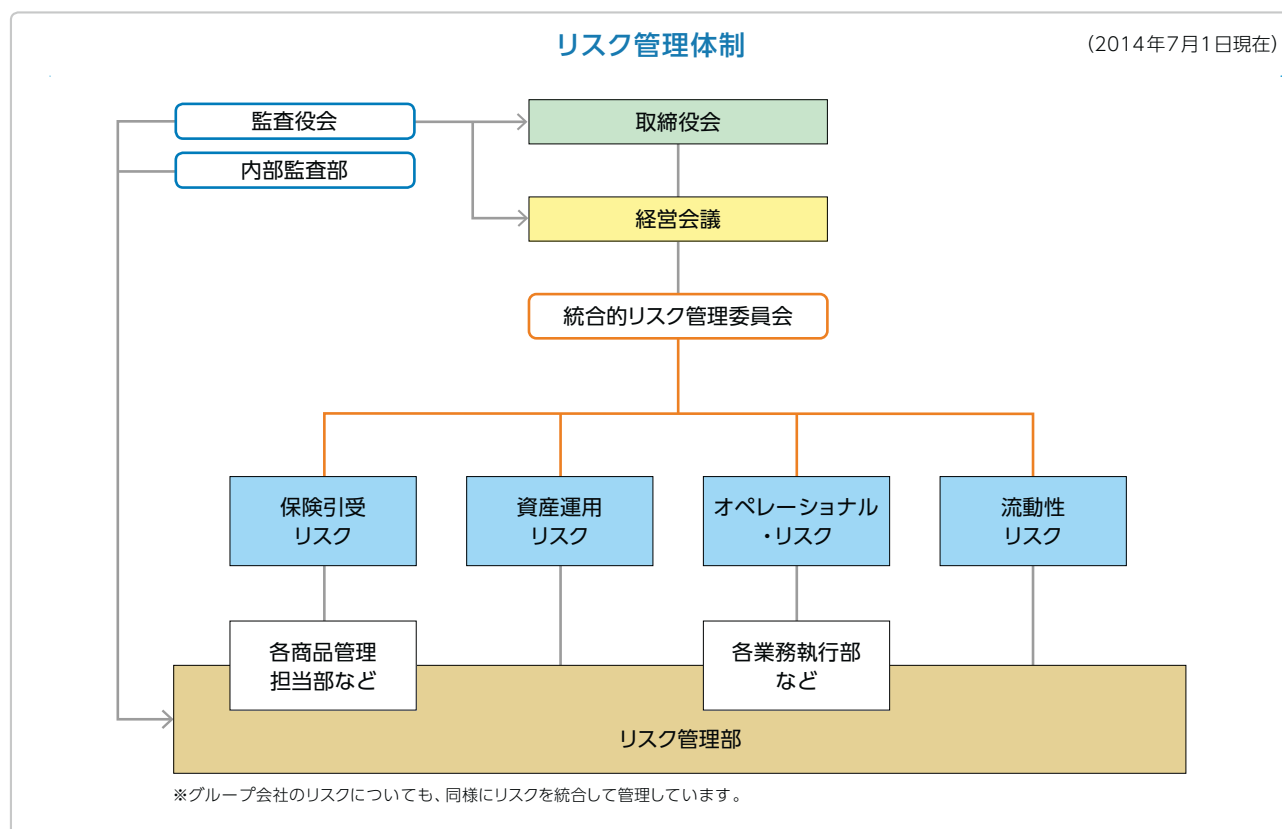 リスク管理体制
(2014年7月1日現在)
監査役会
取締役会
内部監査部
経営会議
統合的リスク管理委員会
保険引受
リスク
資産運用
リスク
オペレーショナル
・リスク
流動性
リスク
各商品管理
担当部など
各業務執行部
など
リスク管理部
※グループ会社のリスクについても、同様にリスクを統合して管理しています。